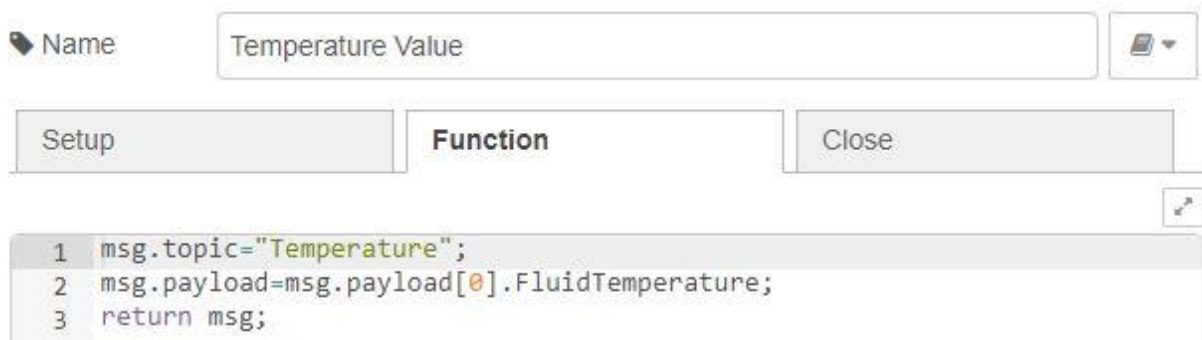 Name
Temperature Value
Setup
Function
Close
1 msg.topic="Temperature";
2 msg.payload=msg.payload[0].FluidTemperature;
3 return msg;